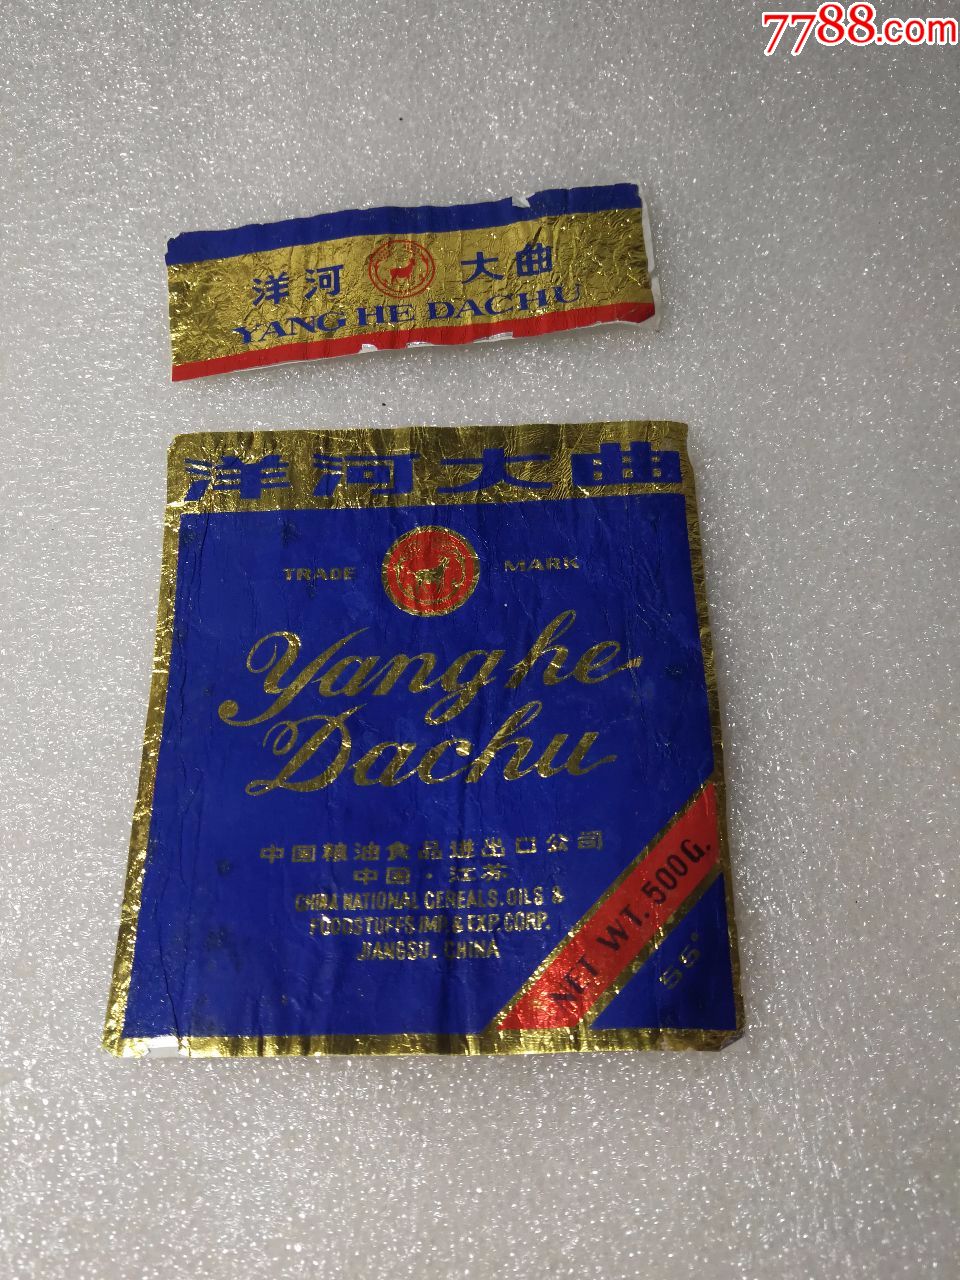 7788.com
洋河 大曲
YANG HE DACHU
洋河大曲
TRADE MARK
Yanghe
Dachu
中国粮油食品进出口公司
中国·江苏
CHINA NATIONAL CEREALS, OILS &
FOODSTUFFS IMP. & EXP. CORP.
JIANGSU. CHINA
NET WT. 500G.
55°